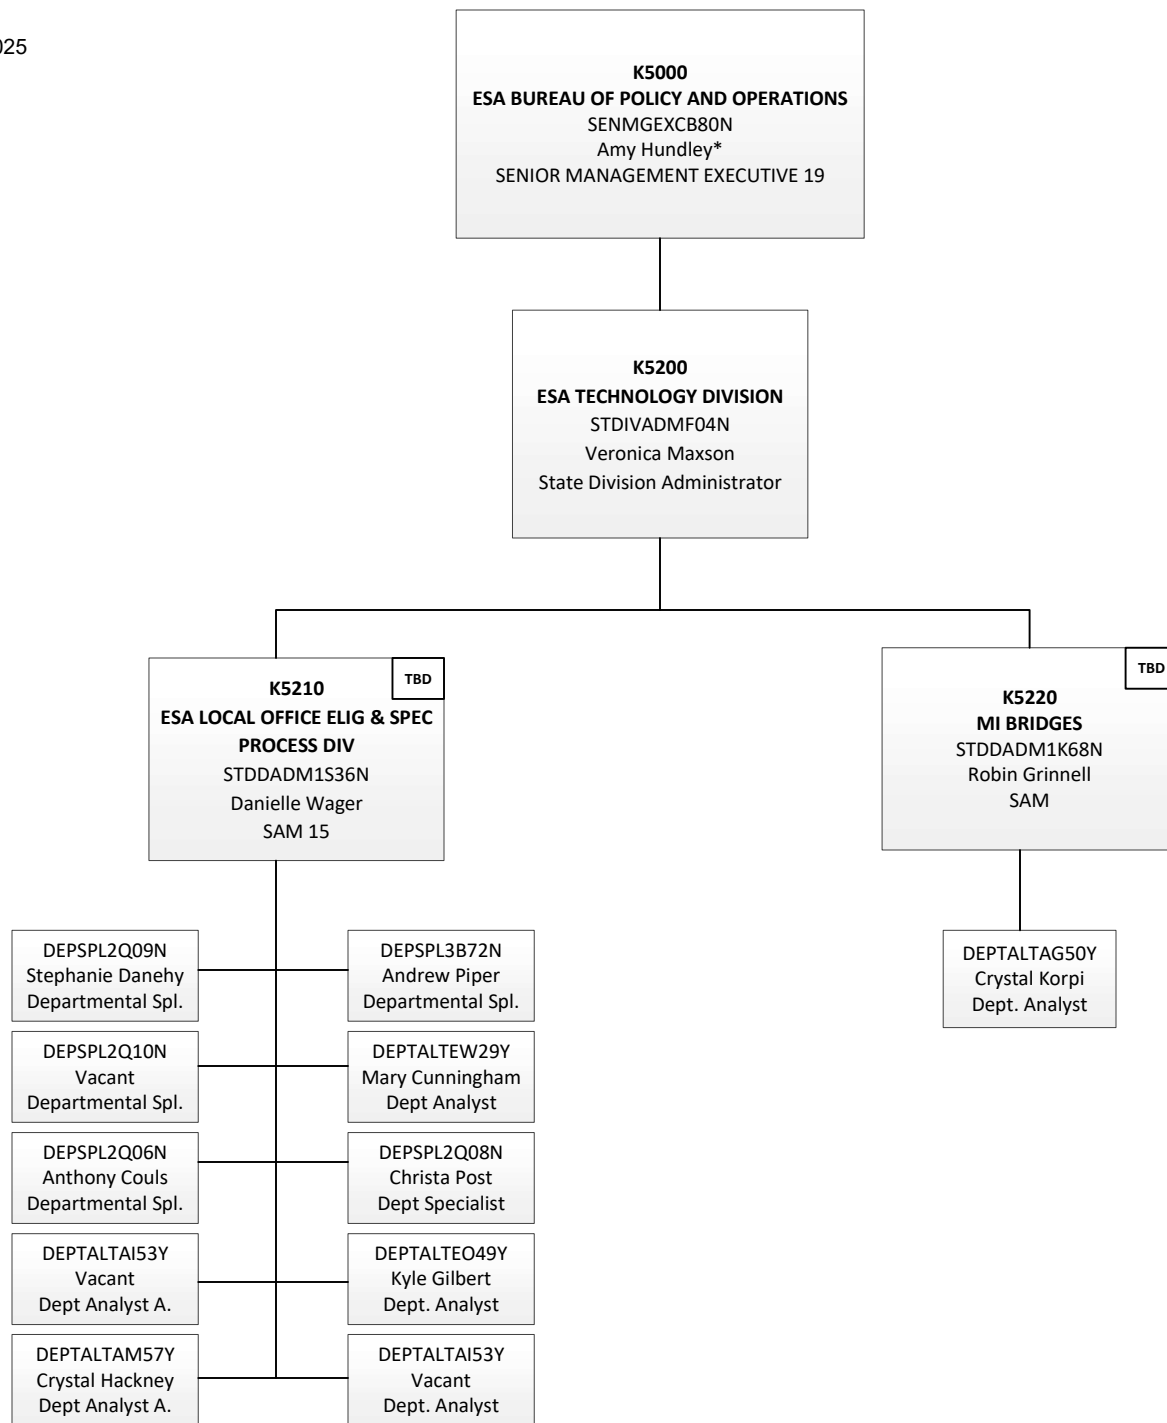 025
K5000
ESA BUREAU OF POLICY AND OPERATIONS
SENMGEXCB80N
Amy Hundley*
SENIOR MANAGEMENT EXECUTIVE 19
K5200
ESA TECHNOLOGY DIVISION
STDIVADMF04N
Veronica Maxson
State Division Administrator
TBD
K5210
ESA LOCAL OFFICE ELIG & SPEC
PROCESS DIV
STDDADM1S36N
Danielle Wager
SAM 15
TBD
K5220
MI BRIDGES
STDDADM1K68N
Robin Grinnell
SAM
DEPSPL2Q09N
Stephanie Danehy
Departmental Spl.
DEPSPL3B72N
Andrew Piper
Departmental Spl.
DEPTALTAG50Y
Crystal Korpi
Dept. Analyst
DEPSPL2Q10N
Vacant
Departmental Spl.
DEPTALTEW29Y
Mary Cunningham
Dept Analyst
DEPSPL2Q06N
Anthony Couls
Departmental Spl.
DEPSPL2Q08N
Christa Post
Dept Specialist
DEPTALTAI53Y
Vacant
Dept Analyst A.
DEPTALTEO49Y
Kyle Gilbert
Dept. Analyst
DEPTALTAM57Y
Crystal Hackney
Dept Analyst A.
DEPTALTAI53Y
Vacant
Dept. Analyst